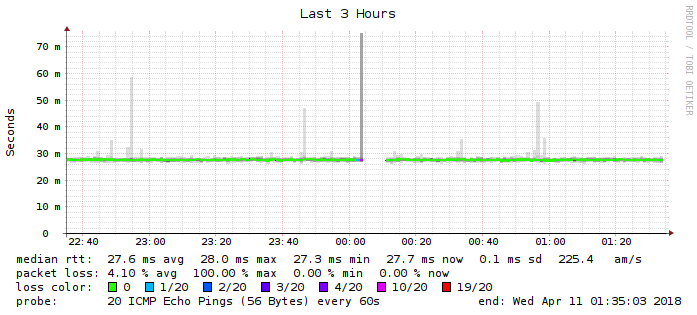 Last 3 Hours
RRDTOOL / TOBI OETIKER
Seconds
70 m
60 m
50 m
40 m
30 m
20 m
10 m
0
22:40 23:00 23:20 23:40 00:00 00:20 00:40 01:00 01:20
median rtt: 27.6 ms avg 28.0 ms max 27.3 ms min 27.7 ms now 0.1 ms sd 225.4 am/s
packet loss: 4.10 % avg 100.00 % max 0.00 % min 0.00 % now
loss color: 0 1/20 2/20 3/20 4/20 10/20 19/20
probe: 20 ICMP Echo Pings (56 Bytes) every 60s end: Wed Apr 11 01:35:03 2018